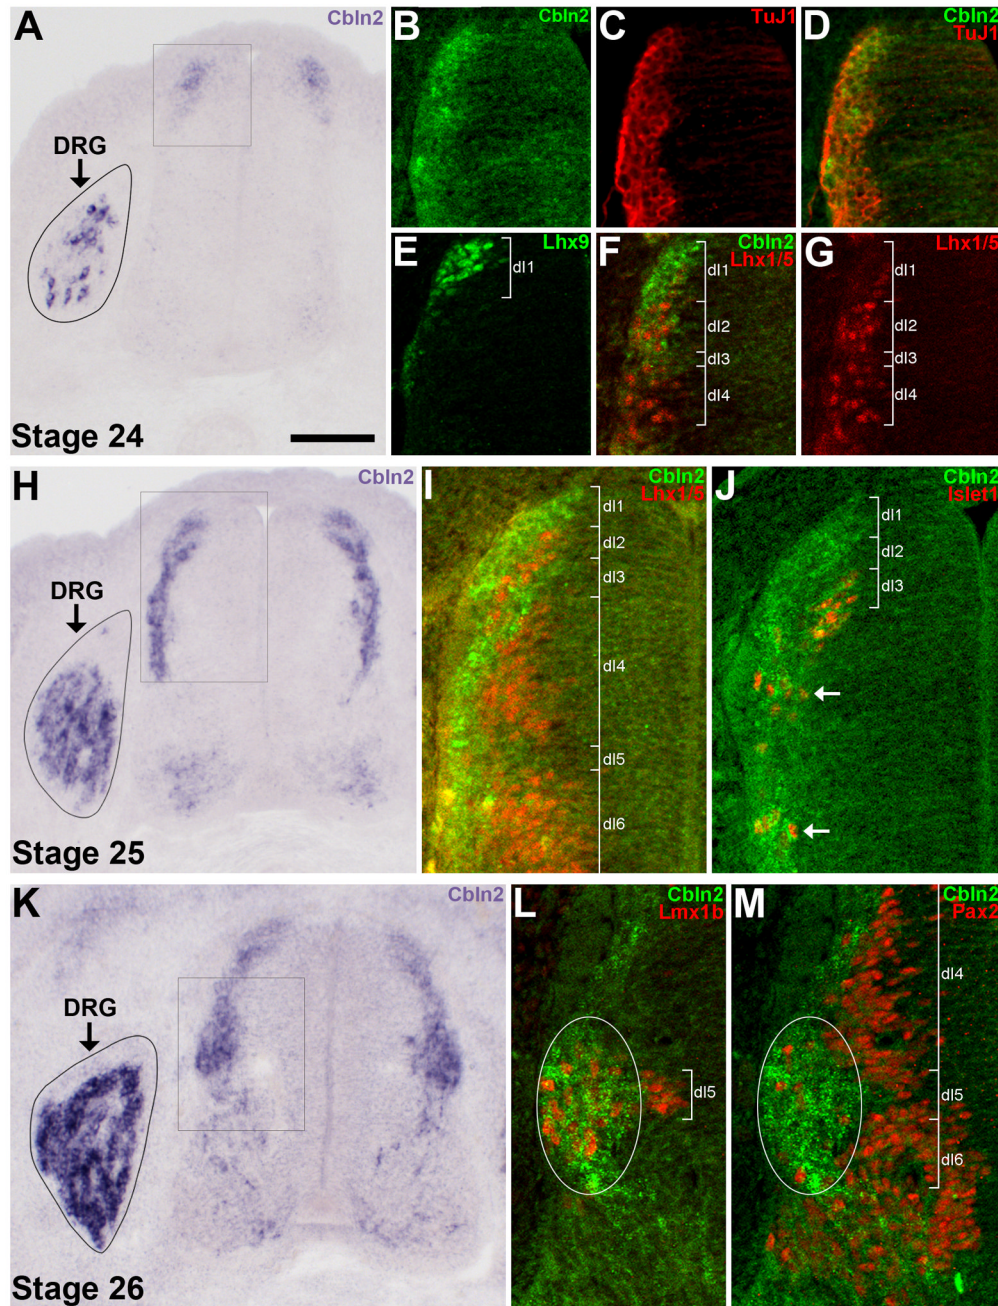 A
Cbln2
DRG
Stage 24
B
Cbln2
C
TuJ1
D
Cbln2
TuJ1
E
Lhx9
dI1
F
Cbln2
Lhx1/5
dI1
dI2
dI3
dI4
G
Lhx1/5
dI1
dI2
dI3
dI4
H
Cbln2
DRG
Stage 25
I
Cbln2
Lhx1/5
dI1
dI2
dI3
dI4
dI5
dI6
J
Cbln2
Islet1
dI1
dI2
dI3
K
Cbln2
DRG
Stage 26
L
Cbln2
Lmx1b
dI5
M
Cbln2
Pax2
dI4
dI5
dI6